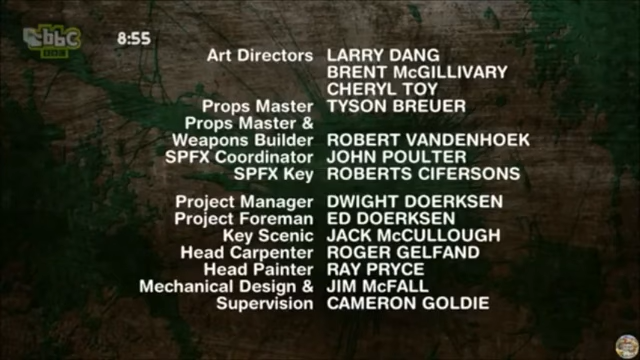 cbbc
8:55
Art Directors LARRY DANG
BRENT McGILLIVARY
CHERYL TOY
Props Master TYSON BREUER
Props Master &
Weapons Builder ROBERT VANDENHOEK
SPFX Coordinator JOHN POULTER
SPFX Key ROBERTS CIFERSONS
Project Manager DWIGHT DOERKSEN
Project Foreman ED DOERKSEN
Key Scenic JACK McCULLOUGH
Head Carpenter ROGER GELFAND
Head Painter RAY PRYCE
Mechanical Design & JIM McFALL
Supervision CAMERON GOLDIE